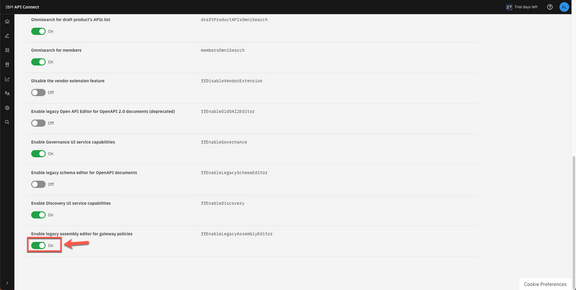 IBM API Connect
27 Trial days left
Omnisearch for draft product's APIs list draftProductAPIsOmniSearch
On
Omnisearch for members membersOmniSearch
On
Disable the vendor extension feature ffDisableVendorExtension
Off
Enable legacy Open API Editor for OpenAPI 2.0 documents (deprecated) ffEnableOldOAI2Editor
Off
Enable Governance UI service capabilities ffEnableGovernance
On
Enable legacy schema editor for OpenAPI documents ffEnableLegacySchemaEditor
Off
Enable Discovery UI service capabilities ffEnableDiscovery
On
Enable legacy assembly editor for gateway policies ffEnableLegacyAssemblyEditor
On
Cookie Preferences